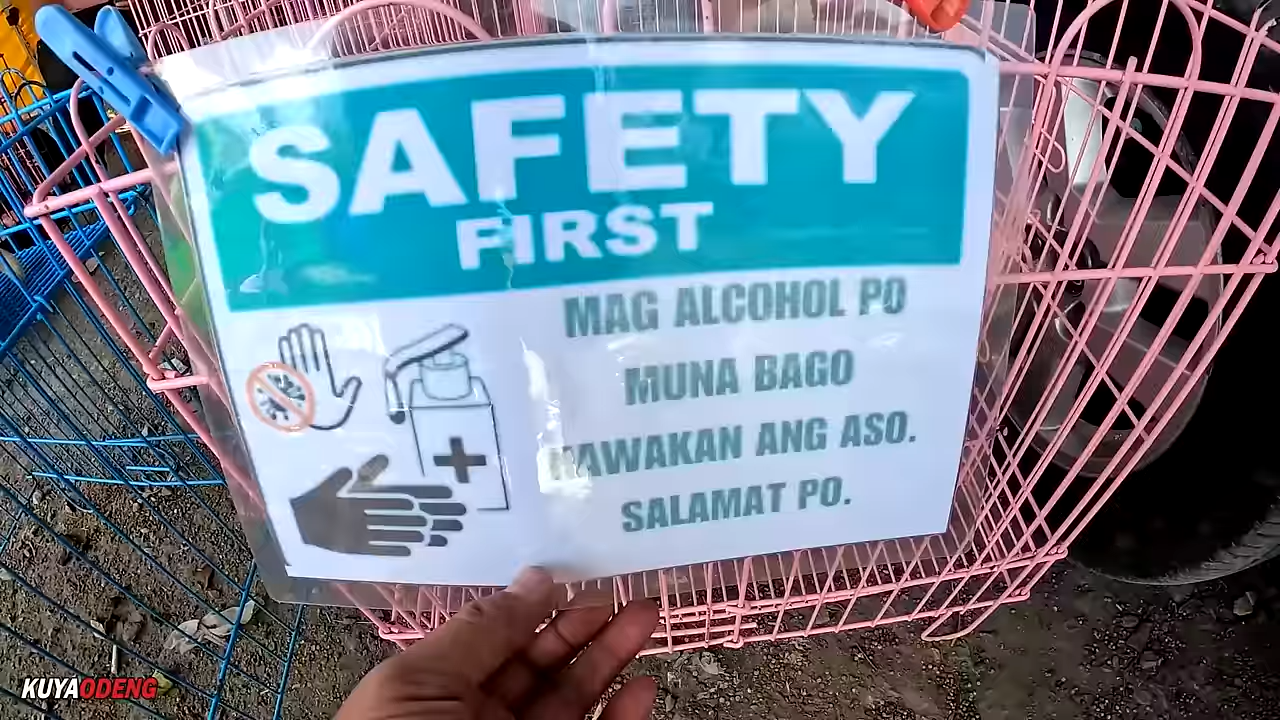 SAFETY
FIRST
MAG ALCOHOL PO
MUNA BAGO
HAWAKAN ANG ASO.
SALAMAT PO.
KUYAODENG